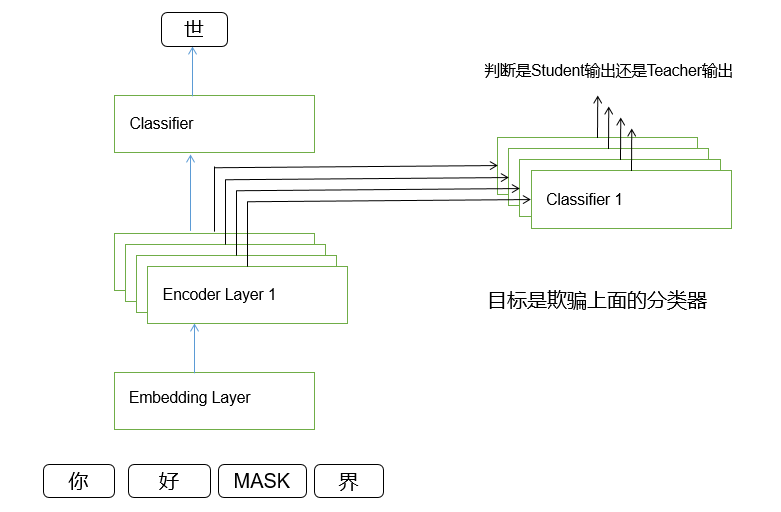 世
Classifier
判断是Student输出还是Teacher输出
Classifier 1
Encoder Layer 1
目标是欺骗上面的分类器
Embedding Layer
你 好 MASK 界